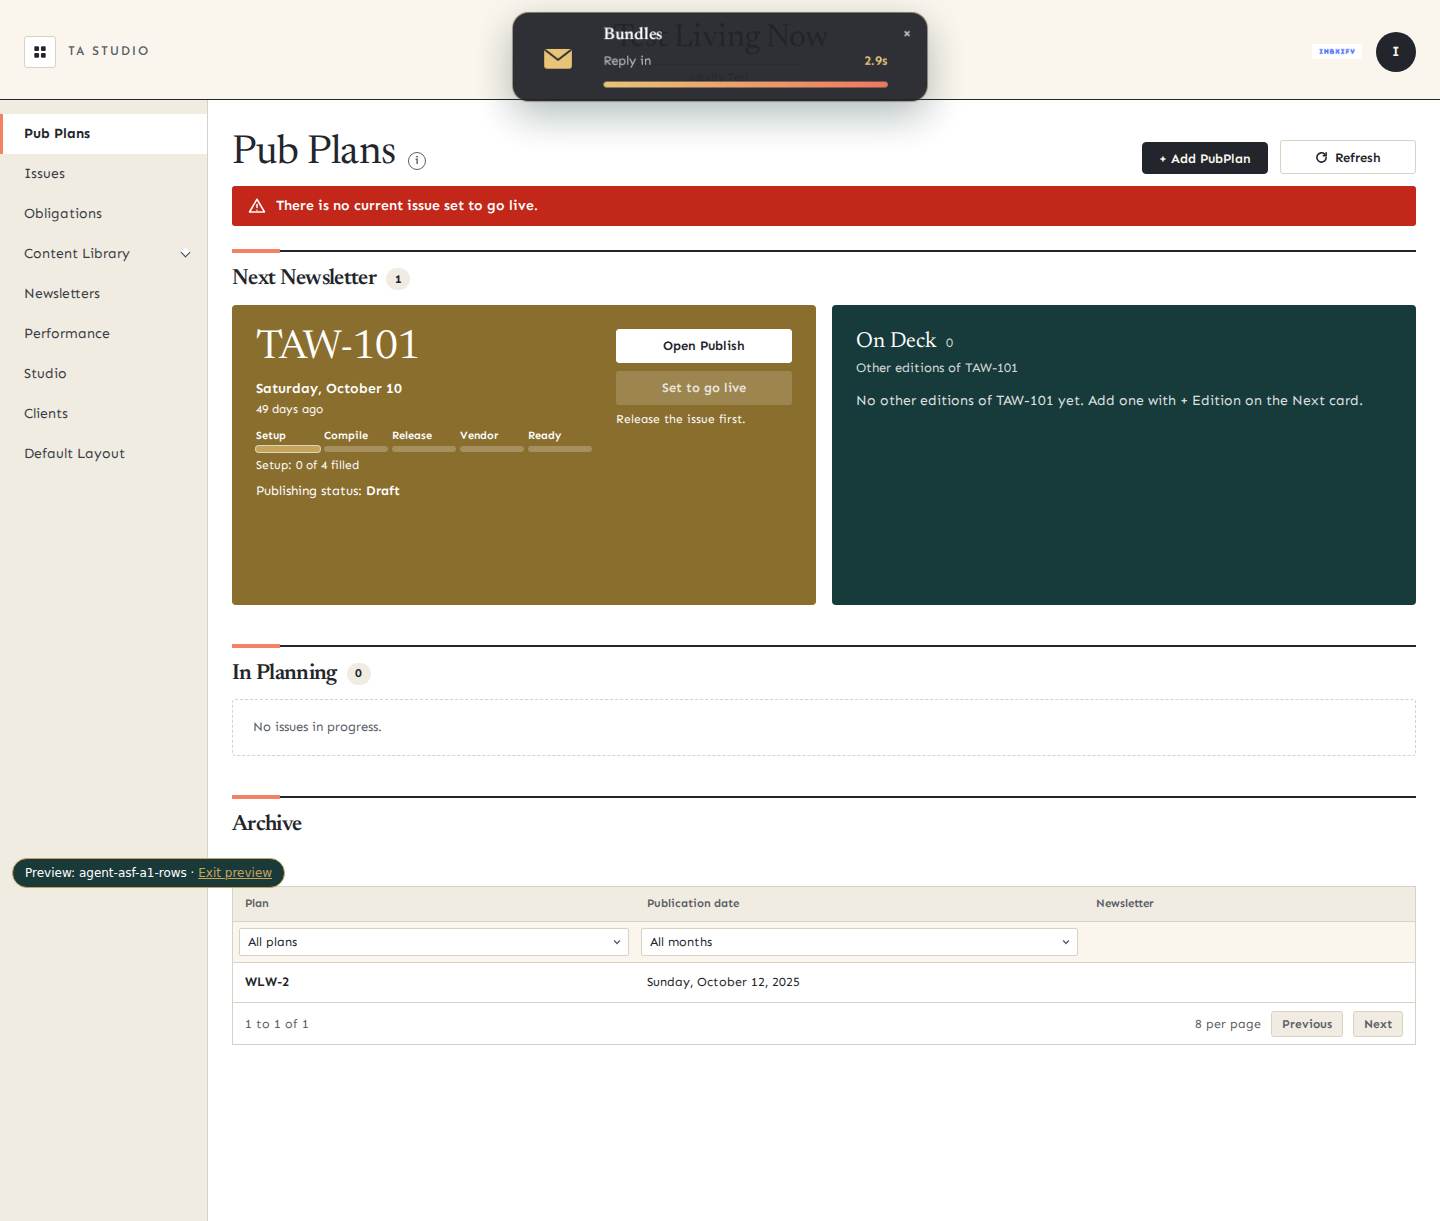 TA STUDIO
Test Living Now
Bundles
×
Reply in
2.9s
INBXIFY
I
Pub Plans
Issues
Obligations
Content Library
Newsletters
Performance
Studio
Clients
Default Layout
Pub Plans
i
+ Add PubPlan
Refresh
There is no current issue set to go live.
Next Newsletter 1
TAW-101
Saturday, October 10
49 days ago
Setup Compile Release Vendor Ready
Setup: 0 of 4 filled
Publishing status: Draft
Open Publish
Set to go live
Release the issue first.
On Deck 0
Other editions of TAW-101
No other editions of TAW-101 yet. Add one with + Edition on the Next card.
In Planning 0
No issues in progress.
Archive
Preview: agent-asf-a1-rows · Exit preview
Plan Publication date Newsletter
All plans All months
WLW-2 Sunday, October 12, 2025
1 to 1 of 1 8 per page Previous Next